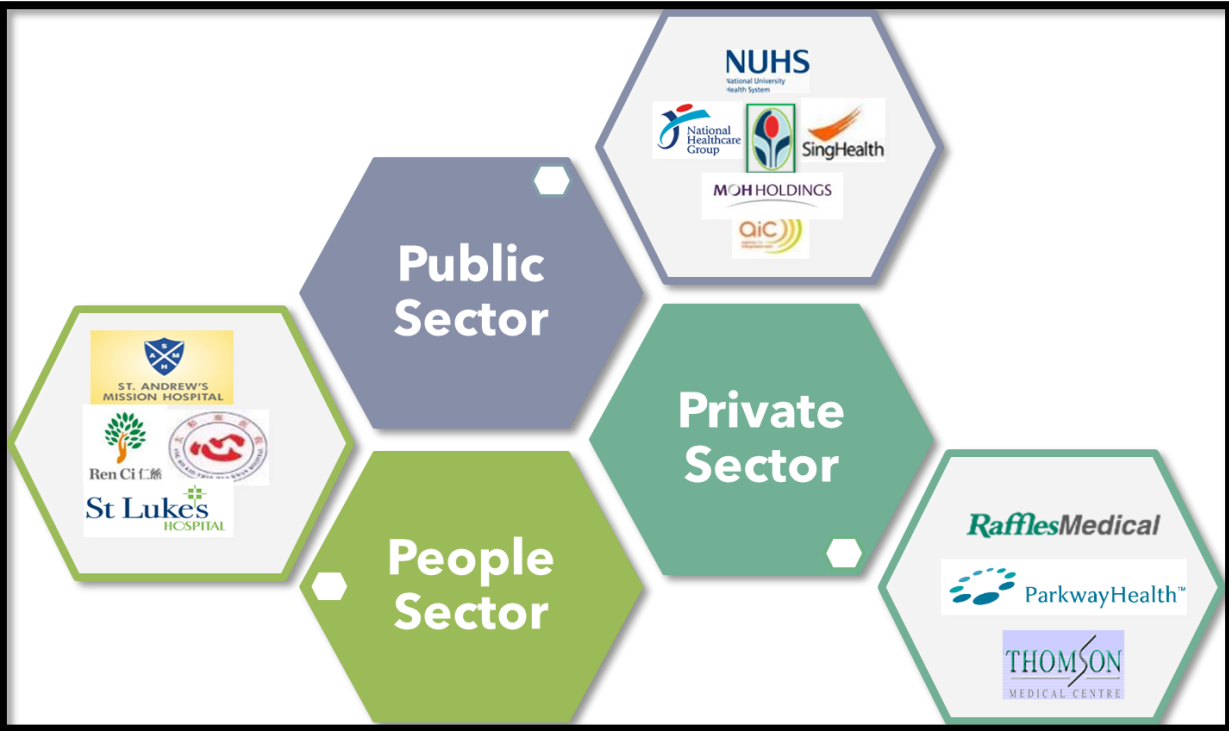 NUHS
National University
Health System
National
Healthcare
Group
SingHealth
MOH HOLDINGS
aic
Public
Sector
S
A M
H
ST. ANDREW'S
MISSION HOSPITAL
Ren Ci 仁慈
St Luke's
HOSPITAL
Private
Sector
People
Sector
RafflesMedical
ParkwayHealth™
THOMSON
MEDICAL CENTRE